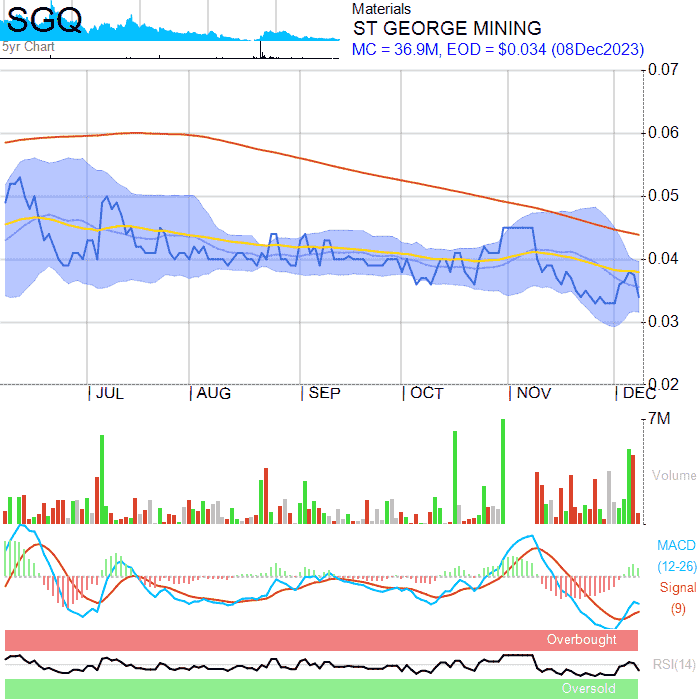 SGQ
5yr Chart
Materials
ST GEORGE MINING
MC = 36.9M, EOD = $0.034 (08Dec2023)
0.07
0.06
0.05
0.04
0.03
0.02
JUL AUG SEP OCT NOV DEC
7M
Volume
MACD
(12-26)
Signal
(9)
Overbought
RSI(14)
Oversold